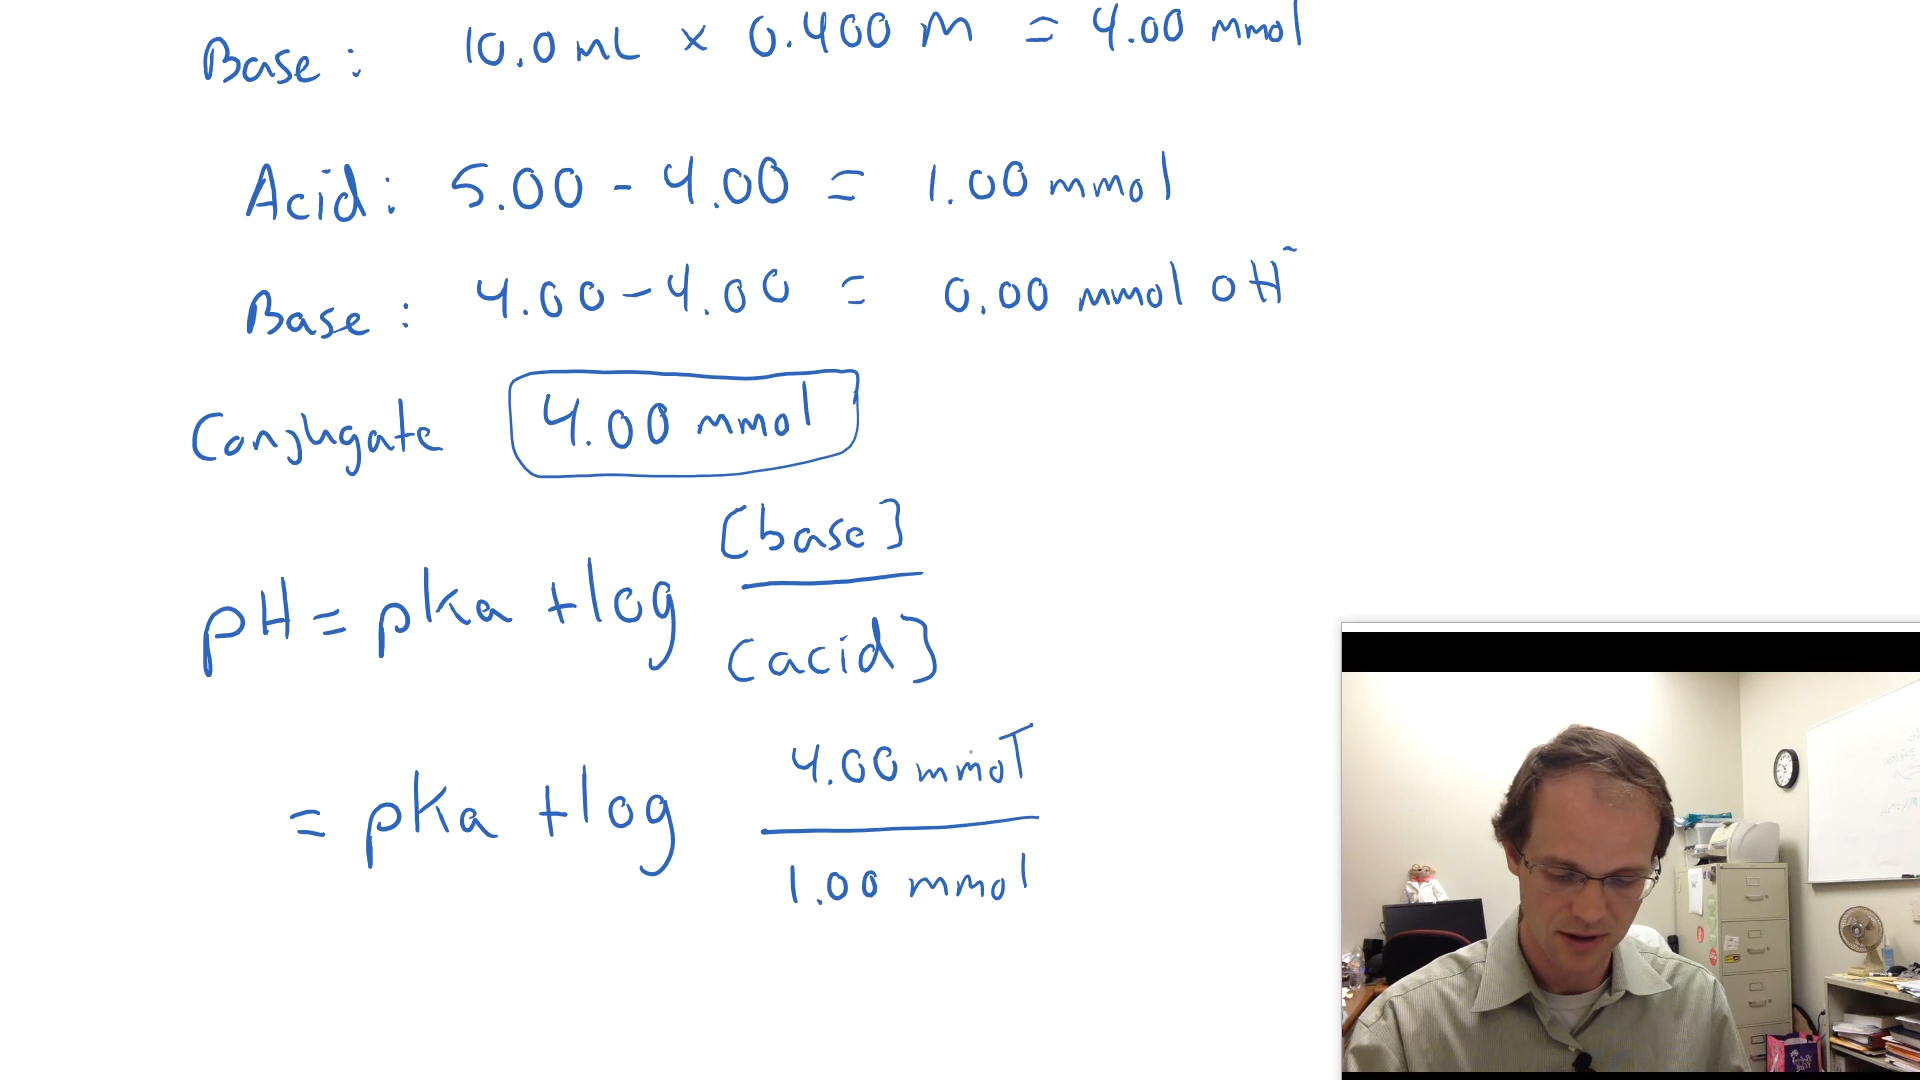 Base: 10.0 mL x 0.400 M = 4.00 mmol
Acid: 5.00 - 4.00 = 1.00 mmol
Base: 4.00 - 4.00 = 0.00 mmol OH⁻
Conjugate 4.00 mmol
pH = pka + log [base] / [acid]
= pka + log 4.00 mmol / 1.00 mmol